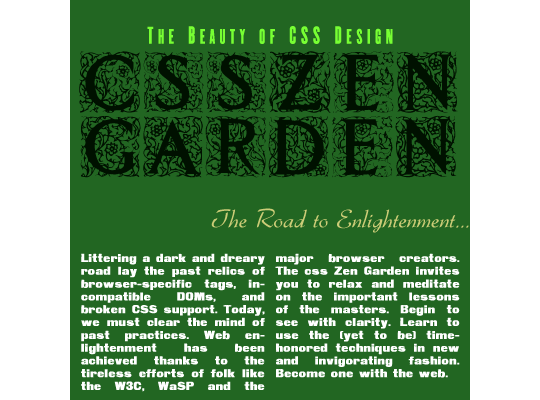 The Beauty of CSS Design
CSSZEN
GARDEN
The Road to Enlightenment...
Littering a dark and dreary
road lay the past relics of
browser-specific tags, in-
compatible DOMs, and
broken CSS support. Today,
we must clear the mind of
past practices. Web en-
lightenment has been
achieved thanks to the
tireless efforts of folk like
the W3C, WaSP and the
major browser creators.
The css Zen Garden invites
you to relax and meditate
on the important lessons
of the masters. Begin to
see with clarity. Learn to
use the (yet to be) time-
honored techniques in new
and invigorating fashion.
Become one with the web.